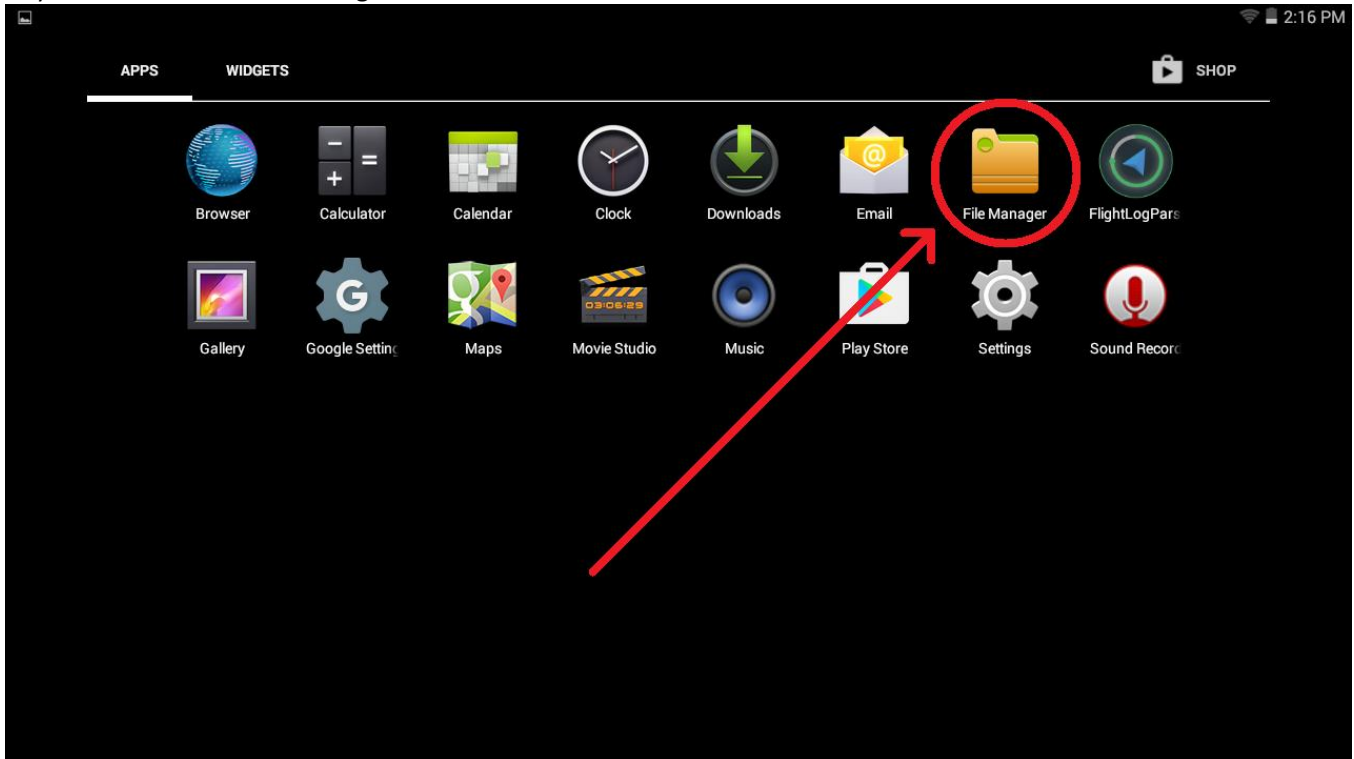 2:16 PM
APPS WIDGETS SHOP
Browser Calculator Calendar Clock Downloads Email File Manager FlightLogPars
Gallery Google Setting Maps Movie Studio Music Play Store Settings Sound Record
03:06:29